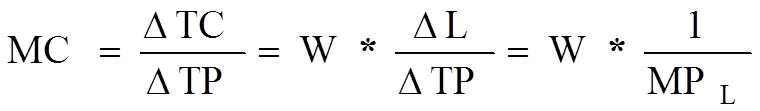 MC = Δ TC / Δ TP = W * Δ L / Δ TP = W * 1 / MP L